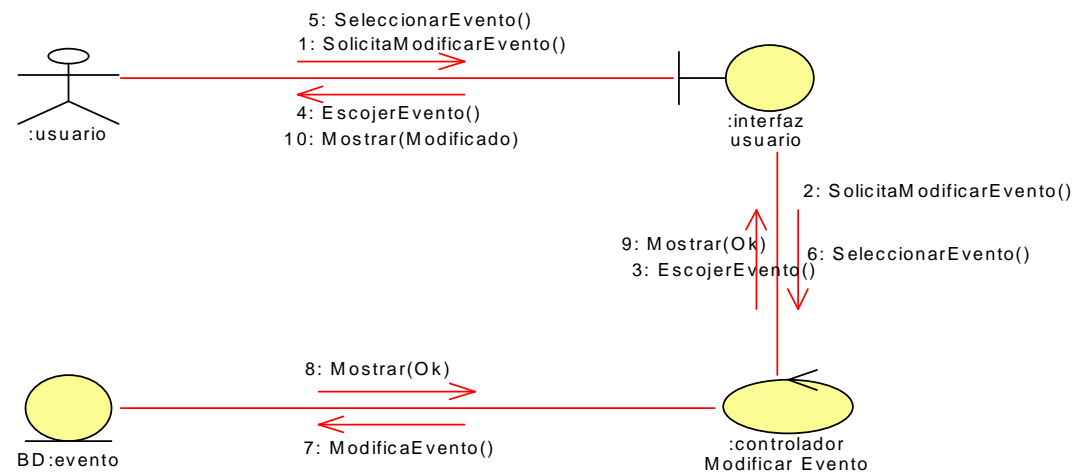 5: SeleccionarEvento()
1: SolicitaModificarEvento()
4: EscojerEvento()
10: Mostrar(Modificado)
:usuario
:interfaz
usuario
2: SolicitaModificarEvento()
9: Mostrar(Ok)
6: SeleccionarEvento()
3: EscojerEvento()
8: Mostrar(Ok)
7: ModificaEvento()
BD:evento
:controlador
Modificar Evento